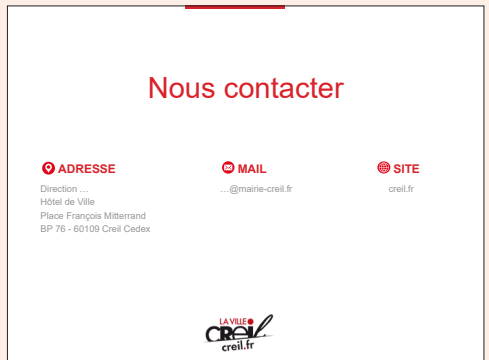 Nous contacter
ADRESSE
Direction ...
Hôtel de Ville
Place François Mitterrand
BP 76 - 60109 Creil Cedex
MAIL
...@mairie-creil.fr
SITE
creil.fr
LA VILLE
CREIL
creil.fr